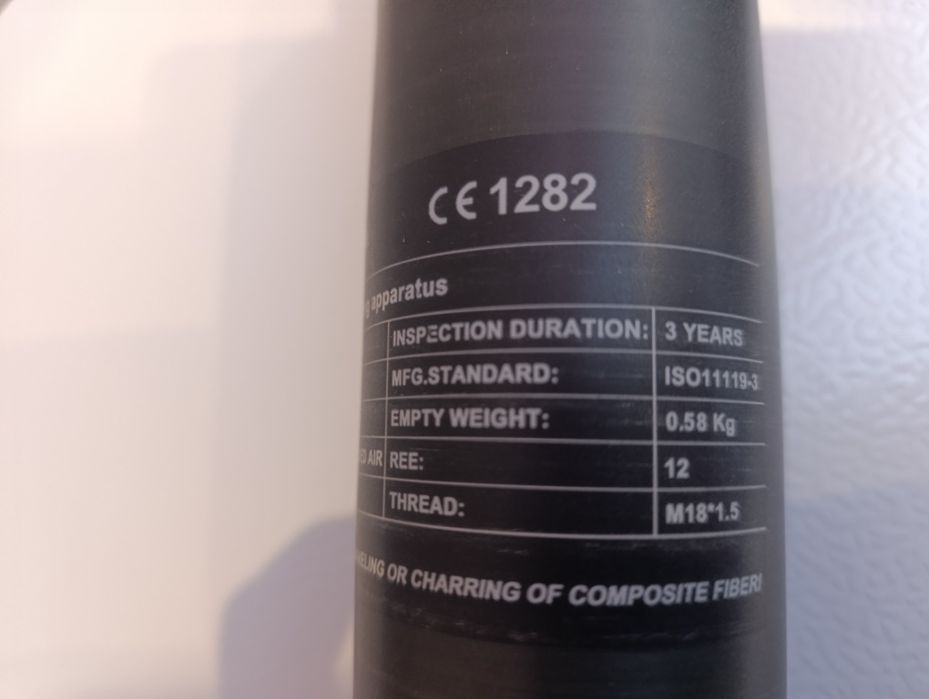 CE 1282
apparatus
INSPECTION DURATION: 3 YEARS
MFG.STANDARD: ISO11119-3
EMPTY WEIGHT: 0.58 Kg
AIR REE: 12
THREAD: M18*1.5
OR CHARRING OF COMPOSITE FIBER!